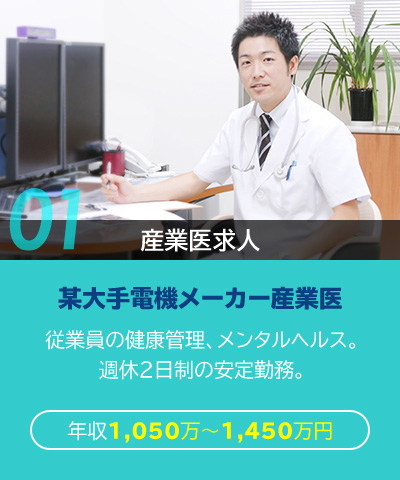 01
産業医求人
某大手電機メーカー産業医
従業員の健康管理、メンタルヘルス。
週休2日制の安定勤務。
年収1,050万～1,450万円